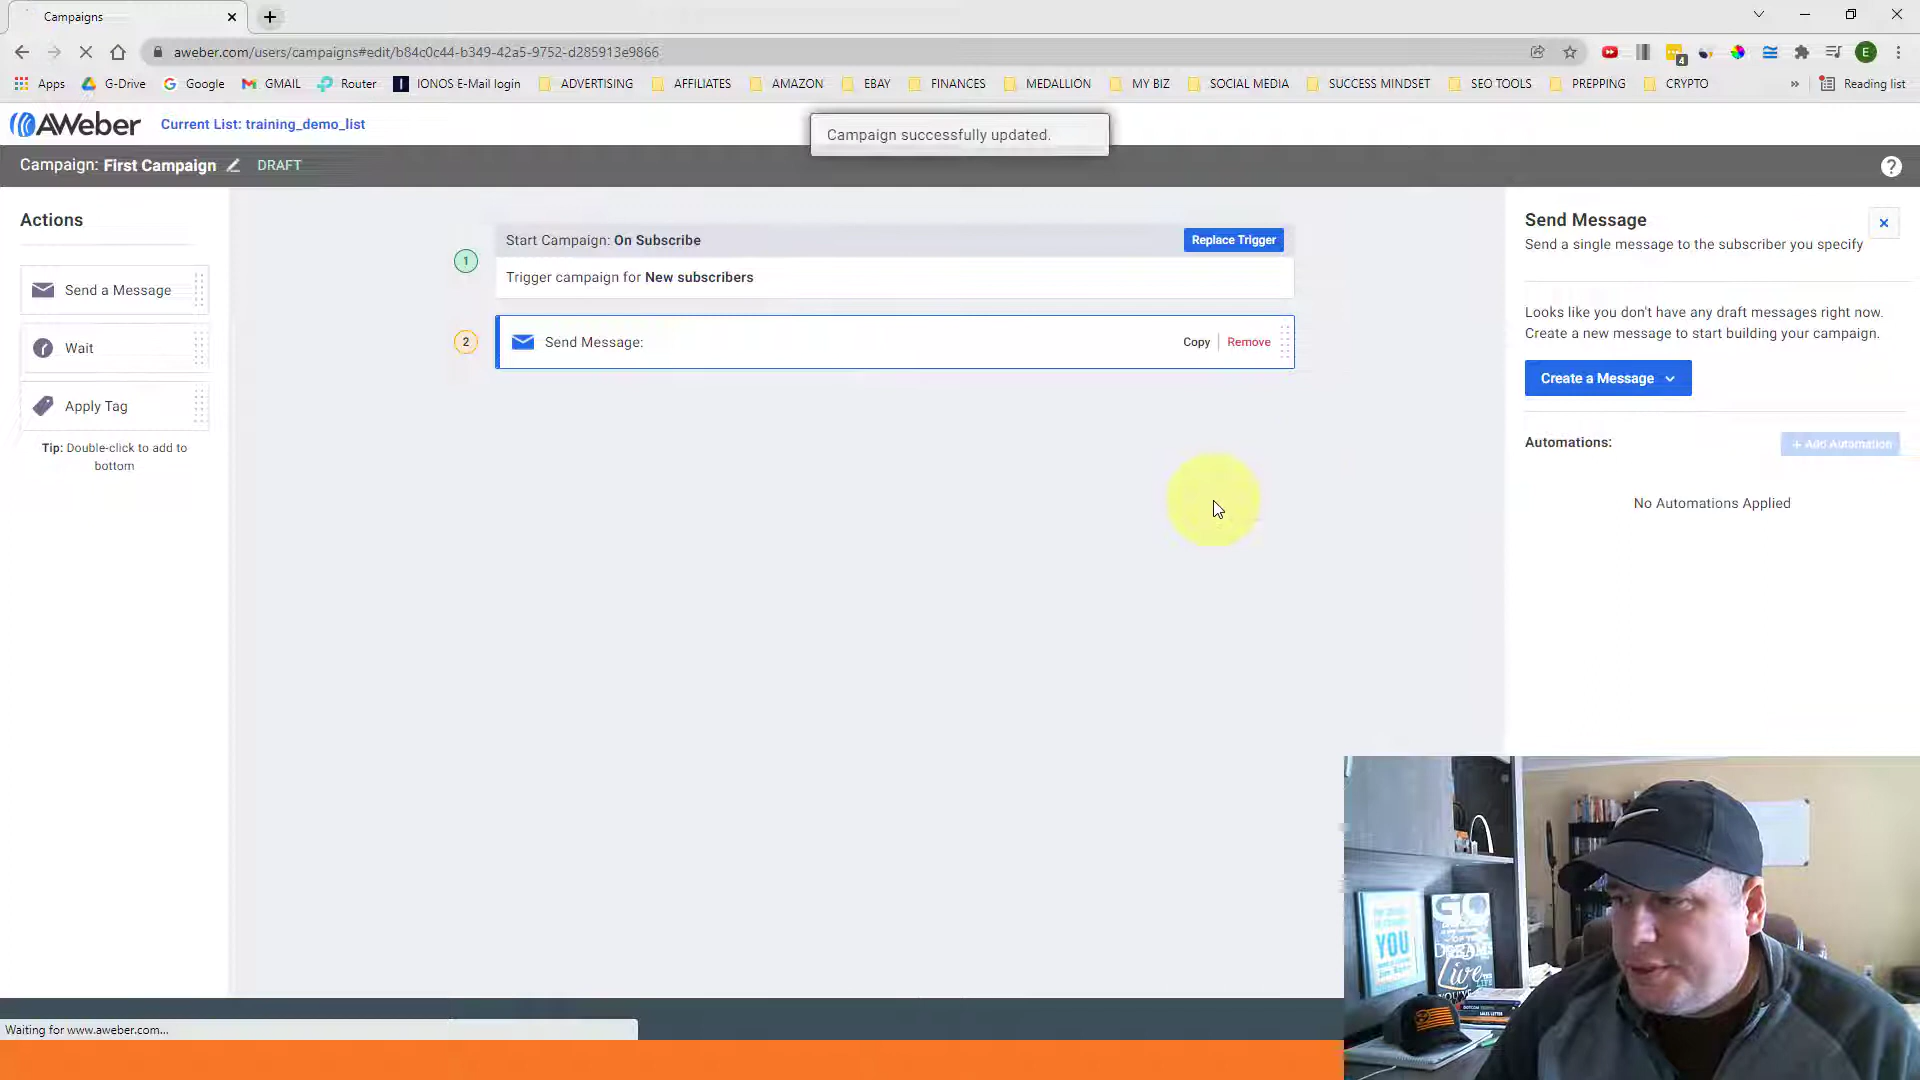 Campaigns
aweber.com/users/campaigns#edit/b84c0c44-b349-42a5-9752-d285913e9866
4
E
Apps
G-Drive
Google
GMAIL
Router
IONOS E-Mail login
ADVERTISING
AFFILIATES
AMAZON
EBAY
FINANCES
MEDALLION
MY BIZ
SOCIAL MEDIA
SUCCESS MINDSET
SEO TOOLS
PREPPING
CRYPTO
»
Reading list
AWeber
Current List: training_demo_list
Campaign successfully updated.
Campaign: First Campaign
DRAFT
?
Actions
Send a Message
Wait
Apply Tag
Tip: Double-click to add to
bottom
1
Start Campaign: On Subscribe
Replace Trigger
Trigger campaign for New subscribers
2
Send Message:
Copy
Remove
Send Message
Send a single message to the subscriber you specify
Looks like you don't have any draft messages right now.
Create a new message to start building your campaign.
Create a Message
Automations:
+ Add Automation
No Automations Applied
Waiting for www.aweber.com...
YOU
GO
DREAMS
Live